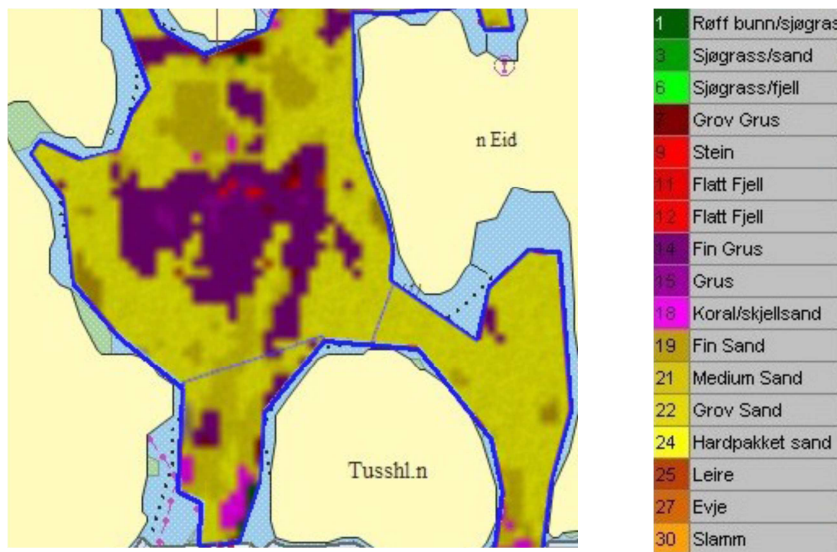 n Eid
Tusshl.n
1 Røff bunn/sjøgras
3 Sjøgrass/sand
6 Sjøgrass/fjell
7 Grov Grus
9 Stein
11 Flatt Fjell
12 Flatt Fjell
14 Fin Grus
15 Grus
18 Koral/skjellsand
19 Fin Sand
21 Medium Sand
22 Grov Sand
24 Hardpakket sand
25 Leire
27 Evje
30 Slamm